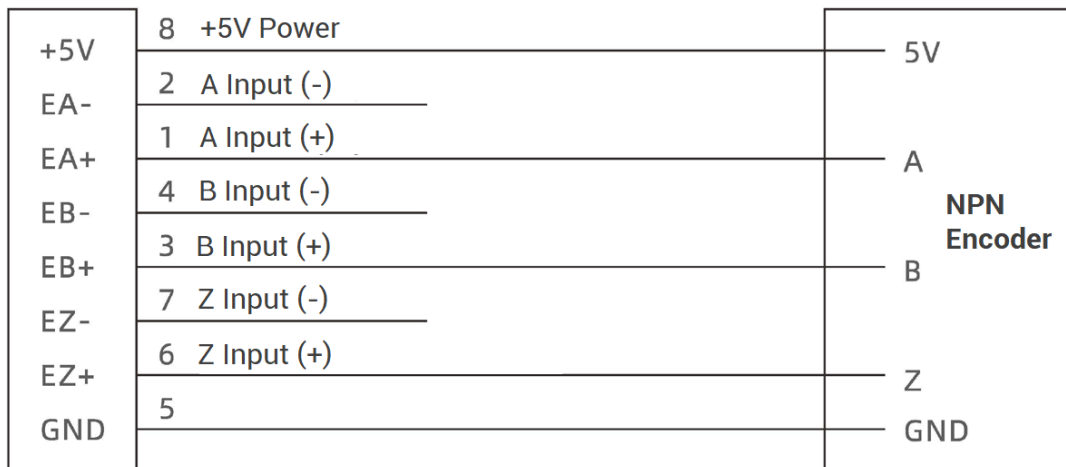 8 +5V Power
+5V
5V
2 A Input (-)
EA-
1 A Input (+)
EA+
A
4 B Input (-)
EB-
NPN
Encoder
3 B Input (+)
EB+
B
7 Z Input (-)
EZ-
6 Z Input (+)
EZ+
Z
5
GND
GND